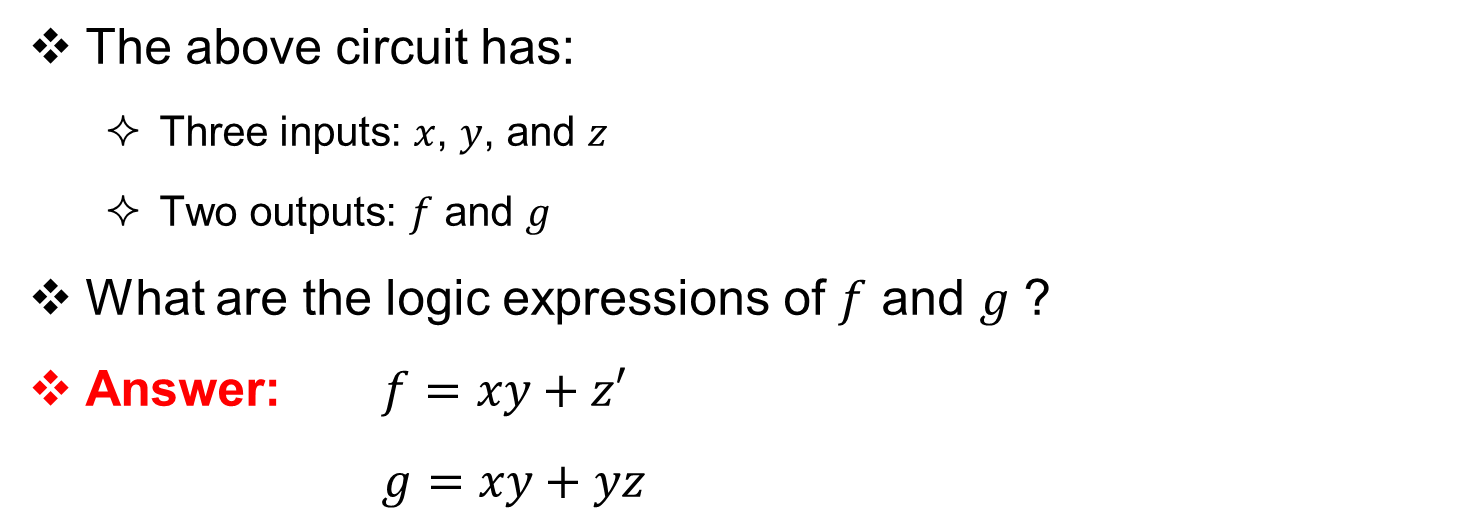 ❖ The above circuit has:
✧ Three inputs: x, y, and z
✧ Two outputs: f and g
❖ What are the logic expressions of f and g ?
❖ Answer: f = xy + z′
g = xy + yz